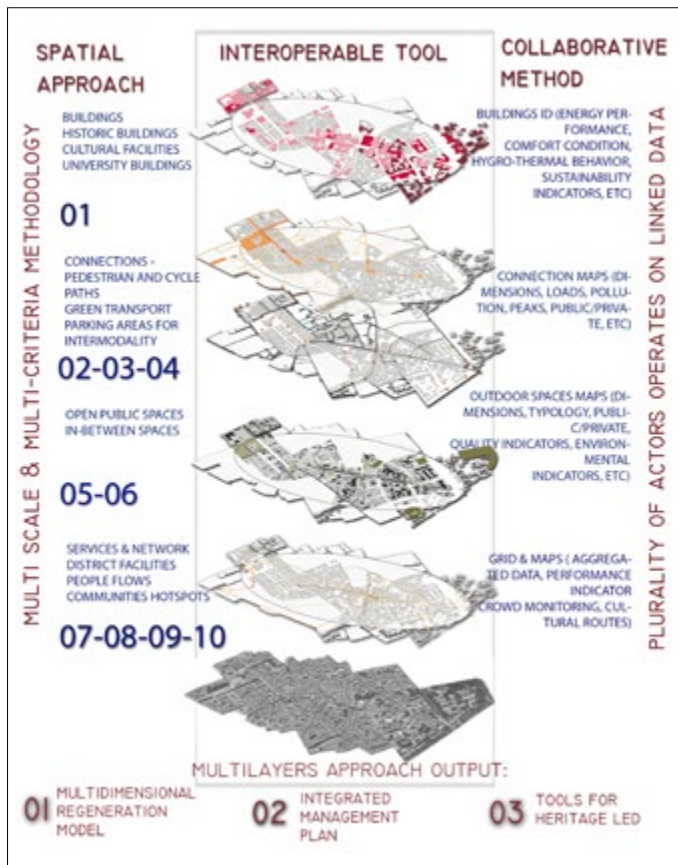 SPATIAL
APPROACH
INTEROPERABLE TOOL
COLLABORATIVE
METHOD
MULTI SCALE & MULTI-CRITERIA METHODOLOGY
BUILDINGS
HISTORIC BUILDINGS
CULTURAL FACILITIES
UNIVERSITY BUILDINGS
01
BUILDINGS ID (ENERGY PER-
FORMANCE,
COMFORT CONDITION,
HYGRO-THERMAL BEHAVIOR,
SUSTAINABILITY
INDICATORS, ETC)
CONNECTIONS -
PEDESTRIAN AND CYCLE
PATHS
GREEN TRANSPORT
PARKING AREAS FOR
INTERMODALITY
02-03-04
CONNECTION MAPS (DI-
MENSIONS, LOADS, POLLU-
TION, PEAKS, PUBLIC/PRIVA-
TE, ETC)
OPEN PUBLIC SPACES
IN-BETWEEN SPACES
05-06
OUTDOOR SPACES MAPS (DI-
MENSIONS, TYPOLOGY, PUBLI-
C/PRIVATE,
QUALITY INDICATORS, ENVIRON-
MENTAL
INDICATORS, ETC)
SERVICES & NETWORK
DISTRICT FACILITIES
PEOPLE FLOWS
COMMUNITIES HOTSPOTS
07-08-09-10
GRID & MAPS ( AGGREGA-
TED DATA, PERFORMANCE
INDICATOR
CROWD MONITORING, CUL-
TURAL ROUTES)
PLURALITY OF ACTORS OPERATES ON LINKED DATA
MULTILAYERS APPROACH OUTPUT:
01 MULTIDIMENSIONAL
REGENERATION
MODEL
02 INTEGRATED
MANAGEMENT
PLAN
03 TOOLS FOR
HERITAGE LED